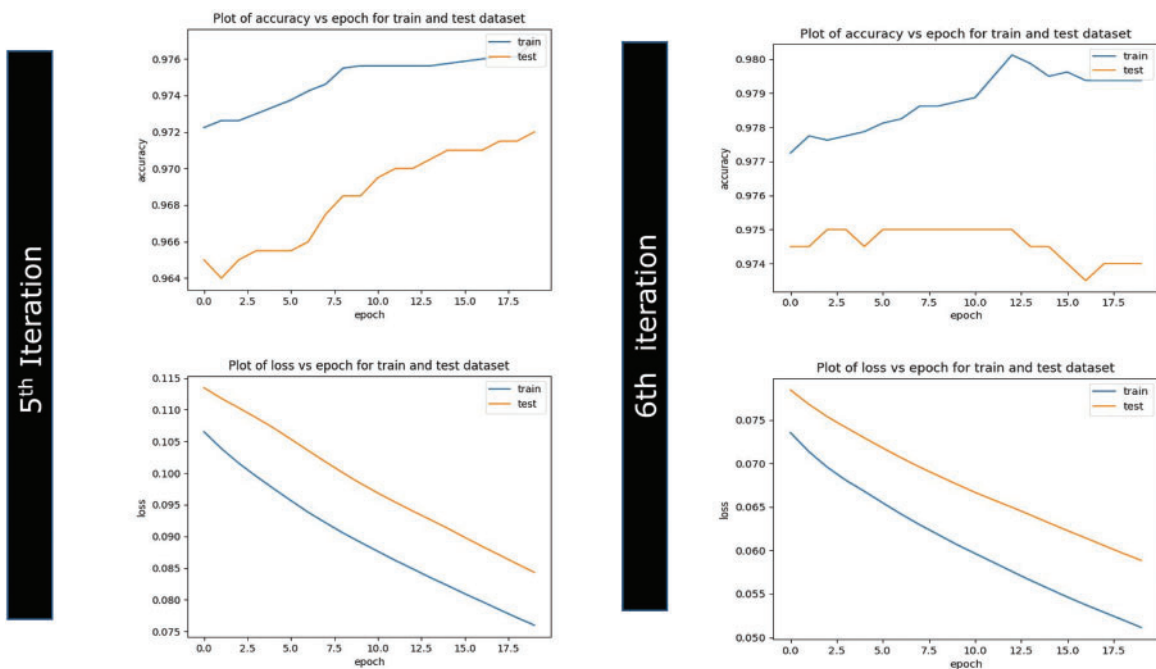 5th Iteration
Plot of accuracy vs epoch for train and test dataset
train
test
accuracy
0.976
0.974
0.972
0.970
0.968
0.966
0.964
0.0 2.5 5.0 7.5 10.0 12.5 15.0 17.5
epoch
Plot of loss vs epoch for train and test dataset
train
test
loss
0.115
0.110
0.105
0.100
0.095
0.090
0.085
0.080
0.075
0.0 2.5 5.0 7.5 10.0 12.5 15.0 17.5
epoch
6th iteration
Plot of accuracy vs epoch for train and test dataset
train
test
accuracy
0.980
0.979
0.978
0.977
0.976
0.975
0.974
0.0 2.5 5.0 7.5 10.0 12.5 15.0 17.5
epoch
Plot of loss vs epoch for train and test dataset
train
test
loss
0.075
0.070
0.065
0.060
0.055
0.050
0.0 2.5 5.0 7.5 10.0 12.5 15.0 17.5
epoch